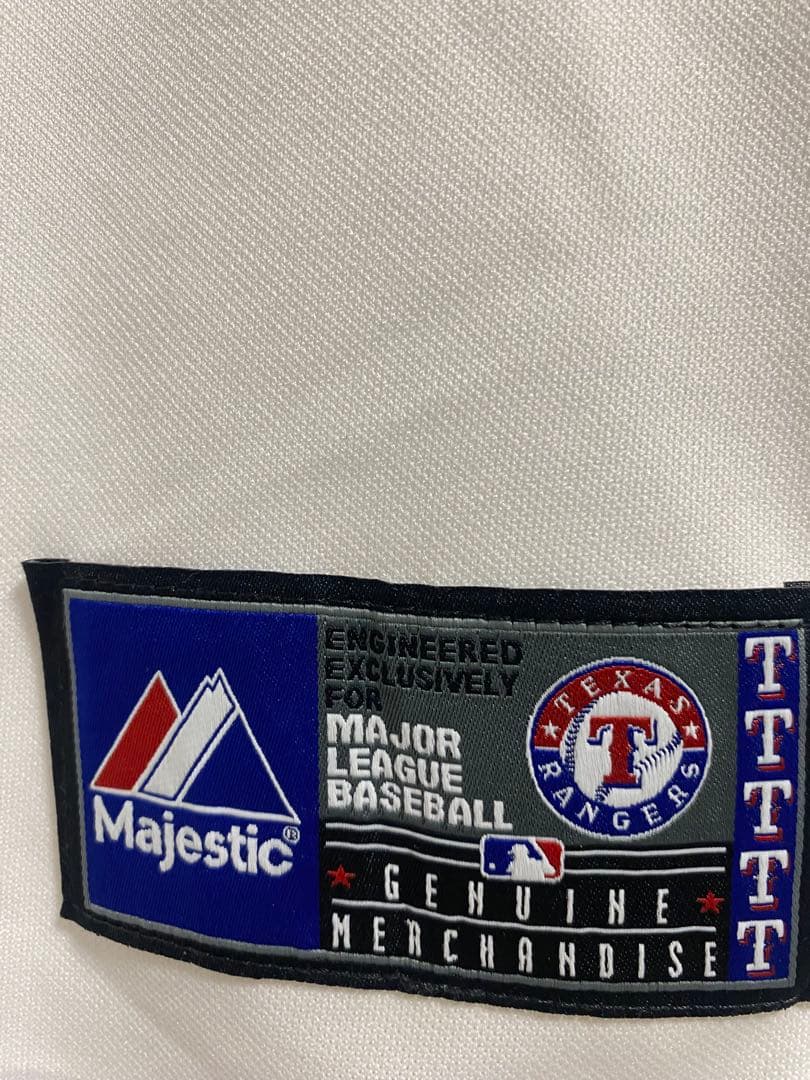 Majestic®
ENGINEERED
EXCLUSIVELY
FOR
MAJOR
LEAGUE
BASEBALL
GENUINE
MERCHANDISE
TEXAS
T
RANGERS
T
T
T
T
T